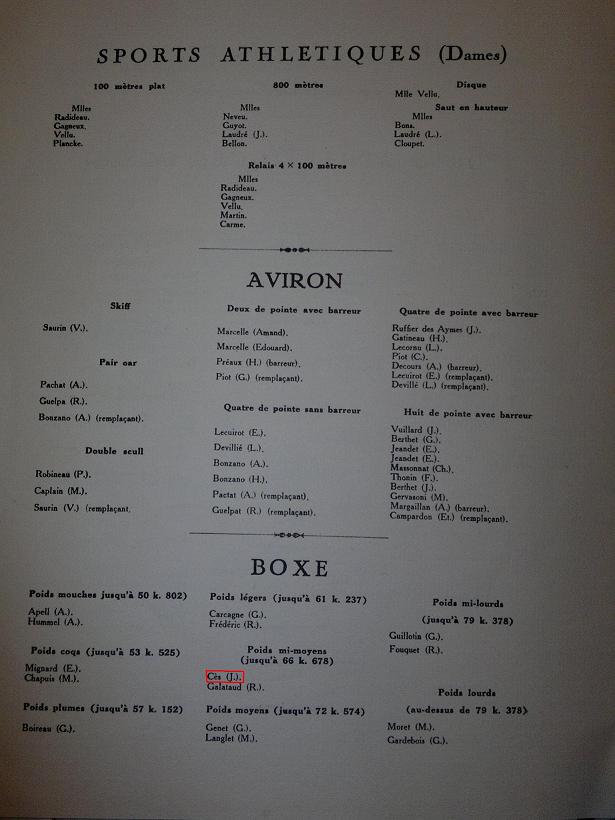 SPORTS ATHLETIQUES (Dames)
100 mètres plat
Mlles
Radideau.
Gagneux.
Vellu.
Plancke.
800 mètres
Mlles
Neveu.
Guyot.
Laudré (J.).
Bellon.
Disque
Mlle Vellu.
Saut en hauteur
Mlles
Bons.
Laudré (L.).
Cloupet.
Relais 4 × 100 mètres
Mlles
Radideau.
Gagneux.
Vellu.
Martin.
Carme.
AVIRON
Skiff
Saurin (V.).
Pair oar
Pachat (A.).
Guelpa (R.).
Bonzano (A.) (remplaçant).
Double scull
Robineau (P.).
Caplain (M.).
Saurin (V.) (remplaçant.
Deux de pointe avec barreur
Marcelle (Amand).
Marcelle (Edouard).
Préaux (H.) (barreur).
Piot (G.) (remplaçant).
Quatre de pointe sans barreur
Lecuirot (E.).
Devillié (L.).
Bonzano (A.).
Bonzano (H.).
Pactat (A.) (remplaçant).
Guelpat (R.) (remplaçant).
Quatre de pointe avec barreur
Ruffier des Aymes (J.).
Gatineau (H.).
Lecornu (L.).
Piot (C.).
Decours (A.) (barreur).
Lecuirot (E.) (remplaçant).
Devillé (L.) (remplaçant).
Huit de pointe avec barreur
Vuillard (J.).
Berthet (G.).
Jeandet (E.).
Jeandet (E.).
Massonnat (Ch.).
Thonin (F.).
Berthet (J.).
Gervasoni (M).
Margaillan (A.) (barreur).
Campardon (Et.) (remplaçant).
BOXE
Poids mouches jusqu'à 50 k. 802)
Apell (A.).
Hummel (A.).
Poids coqs (jusqu'à 53 k. 525)
Mignard (E.).
Chapuis (M.).
Poids plumes (jusqu'à 57 k. 152)
Boireau (G.).
Poids légers (jusqu'à 61 k. 237)
Carcagne (G.).
Frédéric (R.).
Poids mi-moyens
(jusqu'à 66 k. 678)
Cès (J.).
Galataud (R.).
Poids moyens (jusqu'à 72 k. 574)
Genet (G.).
Langlet (M.).
Poids mi-lourds
(jusqu'à 79 k. 378)
Guillotin (G.).
Fouquet (R.).
Poids lourds
(au-dessus de 79 k. 378)
Moret (M.).
Gardebois (G.).